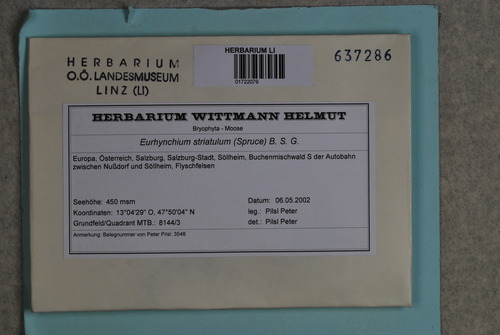 HERBARIUM
O.Ö. LANDESMUSEUM
LINZ (LI)
HERBARIUM LI
01722076
637286
HERBARIUM WITTMANN HELMUT
Bryophyta - Moose
Eurhynchium striatulum (Spruce) B. S. G.
Europa, Österreich, Salzburg, Salzburg-Stadt, Söllheim, Buchenmischwald S der Autobahn
zwischen Nußdorf und Söllheim, Flyschfelsen
Seehöhe: 450 msm Datum: 06.05.2002
Koordinaten: 13°04'29" O, 47°50'04" N leg.: Pilsl Peter
Grundfeld/Quadrant MTB.: 8144/3 det.: Pilsl Peter
Anmerkung: Belegnummer von Peter Pilsl: 3548